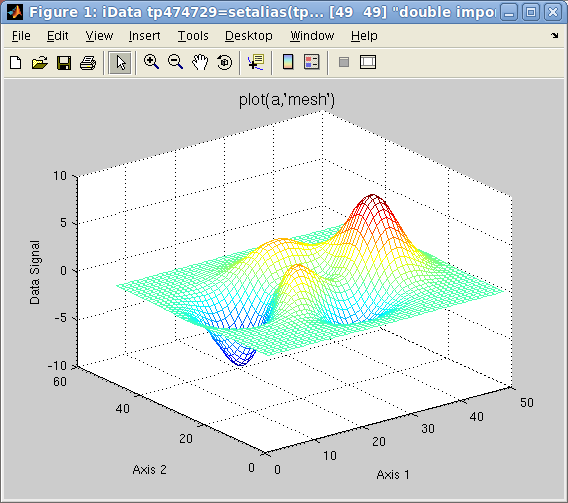 Figure 1: iData tp474729=setalias(tp... [49 49] "double impo
File Edit View Insert Tools Desktop Window Help
plot(a,'mesh')
10
5
0
-5
-10
Data Signal
60
40
20
0
Axis 2
0
10
20
30
40
50
Axis 1